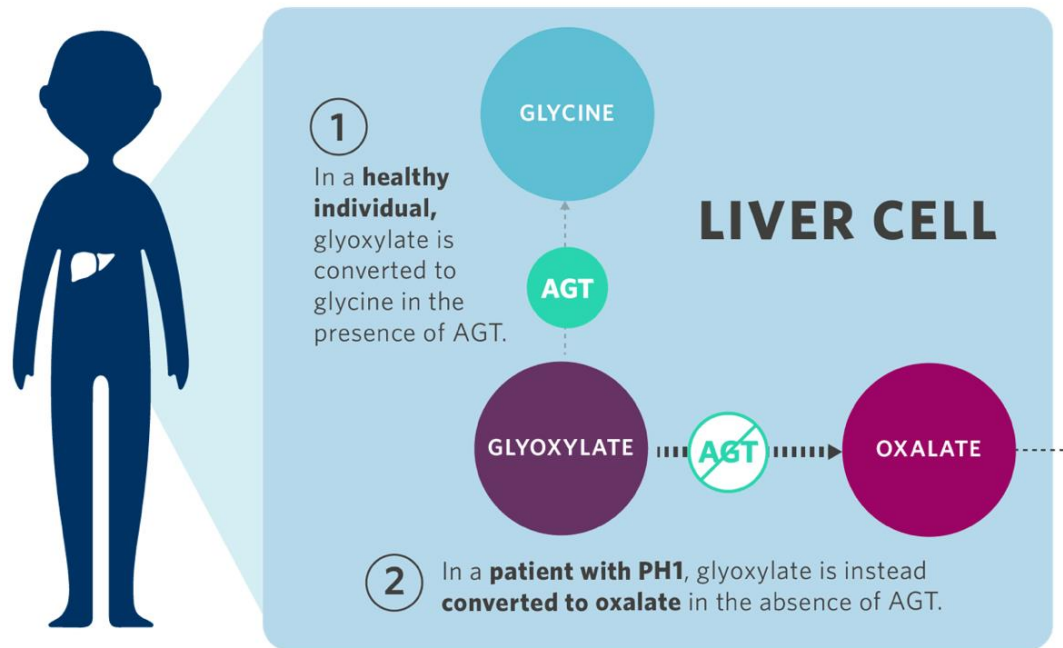 GLYCINE
1
In a healthy
individual,
glyoxylate is
converted to
glycine in the
presence of AGT.
LIVER CELL
AGT
GLYOXYLATE
AGT
OXALATE
2
In a patient with PH1, glyoxylate is instead
converted to oxalate in the absence of AGT.